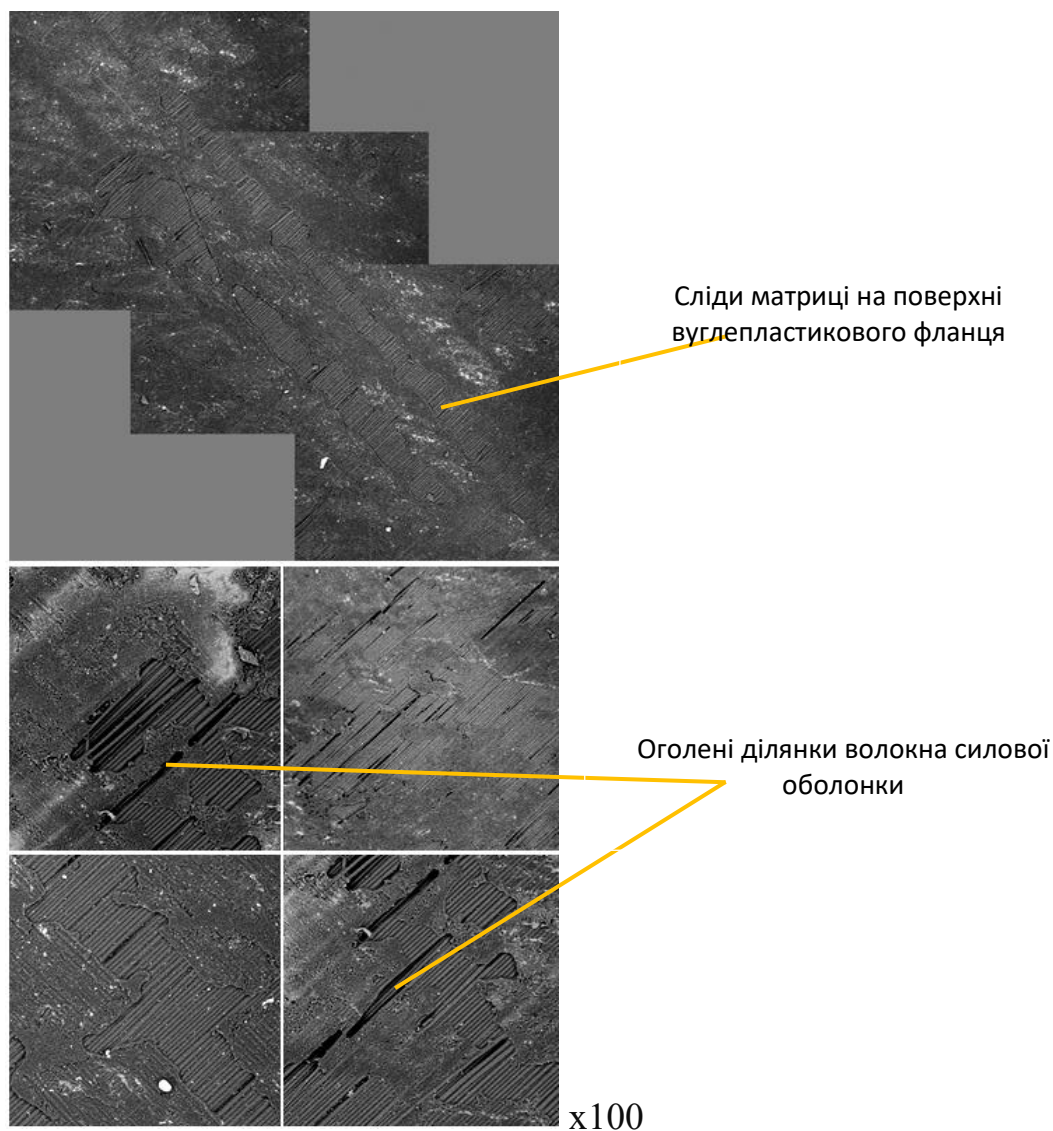 Сліди матриці на поверхні
вуглепластикового фланця
Оголені ділянки волокна силової
оболонки
x100